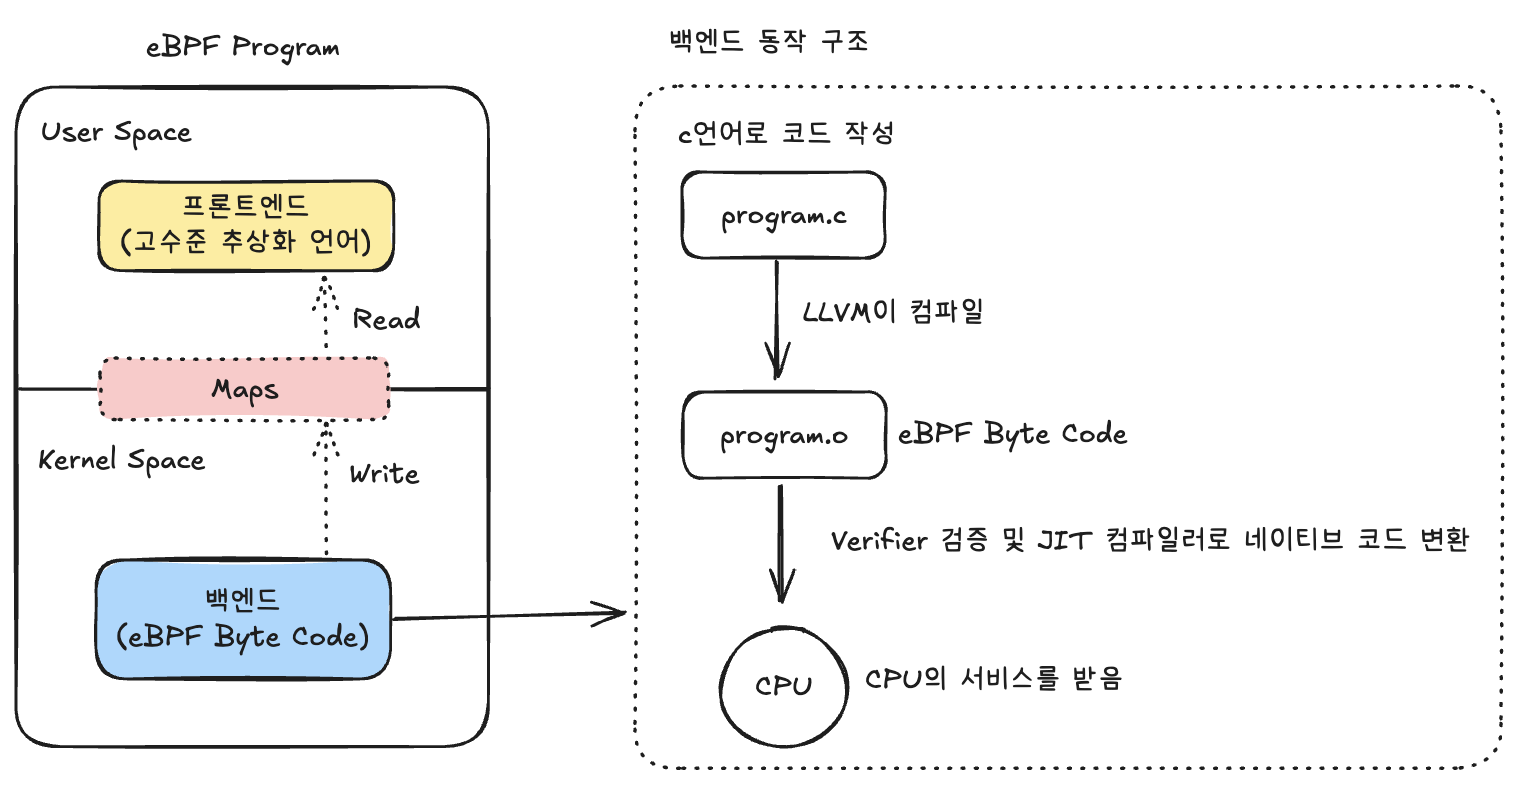 eBPF Program
User Space
프론트엔드
(고수준 추상화 언어)
Read
Maps
Kernel Space
Write
백엔드
(eBPF Byte Code)
백엔드 동작 구조
c언어로 코드 작성
program.c
LLVM이 컴파일
program.o
eBPF Byte Code
Verifier 검증 및 JIT 컴파일러로 네이티브 코드 변환
CPU
CPU의 서비스를 받음